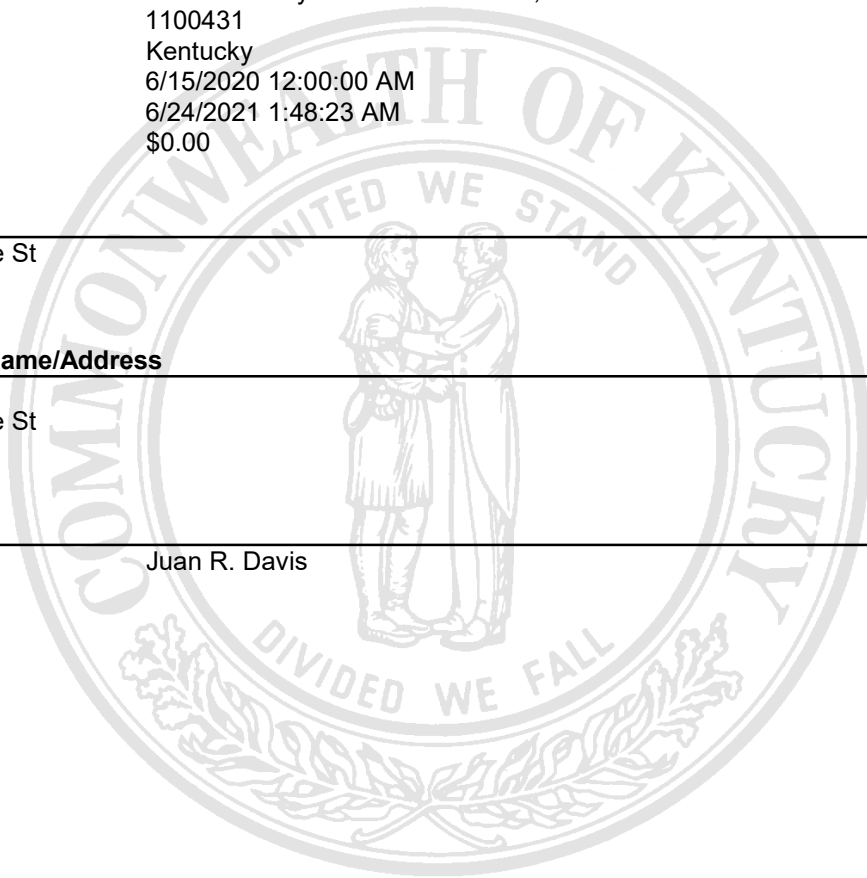 1100431
Kentucky
6/15/2020 12:00:00 AM
6/24/2021 1:48:23 AM
$0.00
COMMONWEALTH OF KENTUCKY
UNITED WE STAND
e St
ame/Address
e St
Juan R. Davis
DIVIDED WE FALL